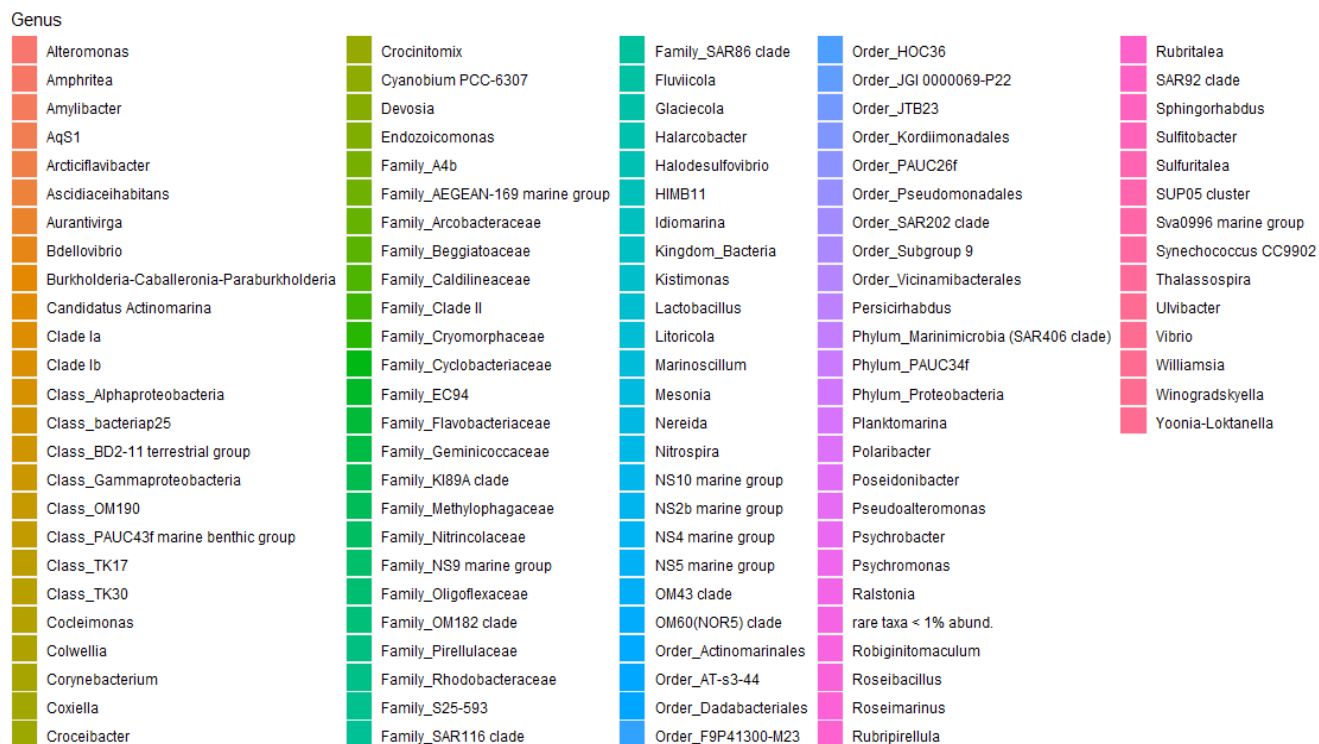 Genus
Alteromonas
Amphritea
Amylibacter
AqS1
Arcticiflavibacter
Ascidiaceihabitans
Aurantivirga
Bdellovibrio
Burkholderia-Caballeronia-Paraburkholderia
Candidatus Actinomarina
Clade Ia
Clade Ib
Class_Alphaproteobacteria
Class_bacteriap25
Class_BD2-11 terrestrial group
Class_Gammaproteobacteria
Class_OM190
Class_PAUC43f marine benthic group
Class_TK17
Class_TK30
Cocleimonas
Colwellia
Corynebacterium
Coxiella
Croceibacter
Crocinitomix
Cyanobium PCC-6307
Devosia
Endozoicomonas
Family_A4b
Family_AEGEAN-169 marine group
Family_Arcobacteraceae
Family_Beggiatoaceae
Family_Caldilineaceae
Family_Clade II
Family_Cryomorphaceae
Family_Cyclobacteriaceae
Family_EC94
Family_Flavobacteriaceae
Family_Geminicoccaceae
Family_KI89A clade
Family_Methylophagaceae
Family_Nitrincolaceae
Family_NS9 marine group
Family_Oligoflexaceae
Family_OM182 clade
Family_Pirellulaceae
Family_Rhodobacteraceae
Family_S25-593
Family_SAR116 clade
Family_SAR86 clade
Fluviicola
Glaciecola
Halarcobacter
Halodesulfovibrio
HIMB11
Idiomarina
Kingdom_Bacteria
Kistimonas
Lactobacillus
Litoricola
Marinoscillum
Mesonia
Nereida
Nitrospira
NS10 marine group
NS2b marine group
NS4 marine group
NS5 marine group
OM43 clade
OM60(NOR5) clade
Order_Actinomarinales
Order_AT-s3-44
Order_Dadabacteriales
Order_F9P41300-M23
Order_HOC36
Order_JGI 0000069-P22
Order_JTB23
Order_Kordiimonadales
Order_PAUC26f
Order_Pseudomonadales
Order_SAR202 clade
Order_Subgroup 9
Order_Vicinamibacterales
Persicirhabdus
Phylum_Marinimicrobia (SAR406 clade)
Phylum_PAUC34f
Phylum_Proteobacteria
Planktomarina
Polaribacter
Poseidonibacter
Pseudoalteromonas
Psychrobacter
Psychromonas
Ralstonia
rare taxa < 1% abund.
Robiginitomaculum
Roseibacillus
Roseimarinus
Rubripirellula
Rubritalea
SAR92 clade
Sphingorhabdus
Sulfitobacter
Sulfuritalea
SUP05 cluster
Sva0996 marine group
Synechococcus CC9902
Thalassospira
Ulvibacter
Vibrio
Williamsia
Winogradskyella
Yoonia-Loktanella